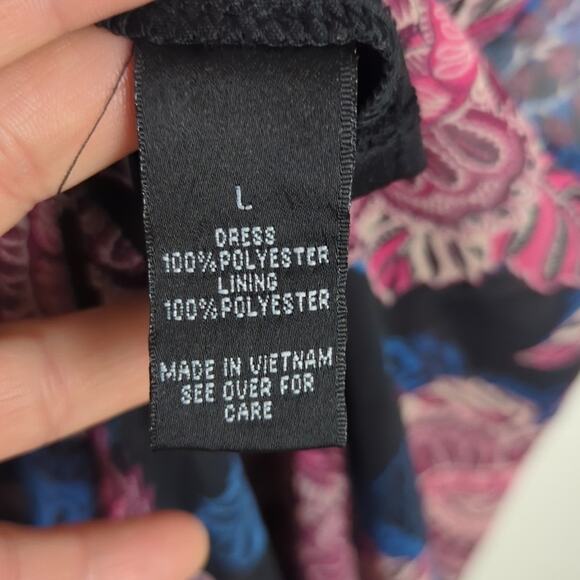 L
DRESS
100% POLYESTER
LINING
100% POLYESTER
MADE IN VIETNAM
SEE OVER FOR
CARE